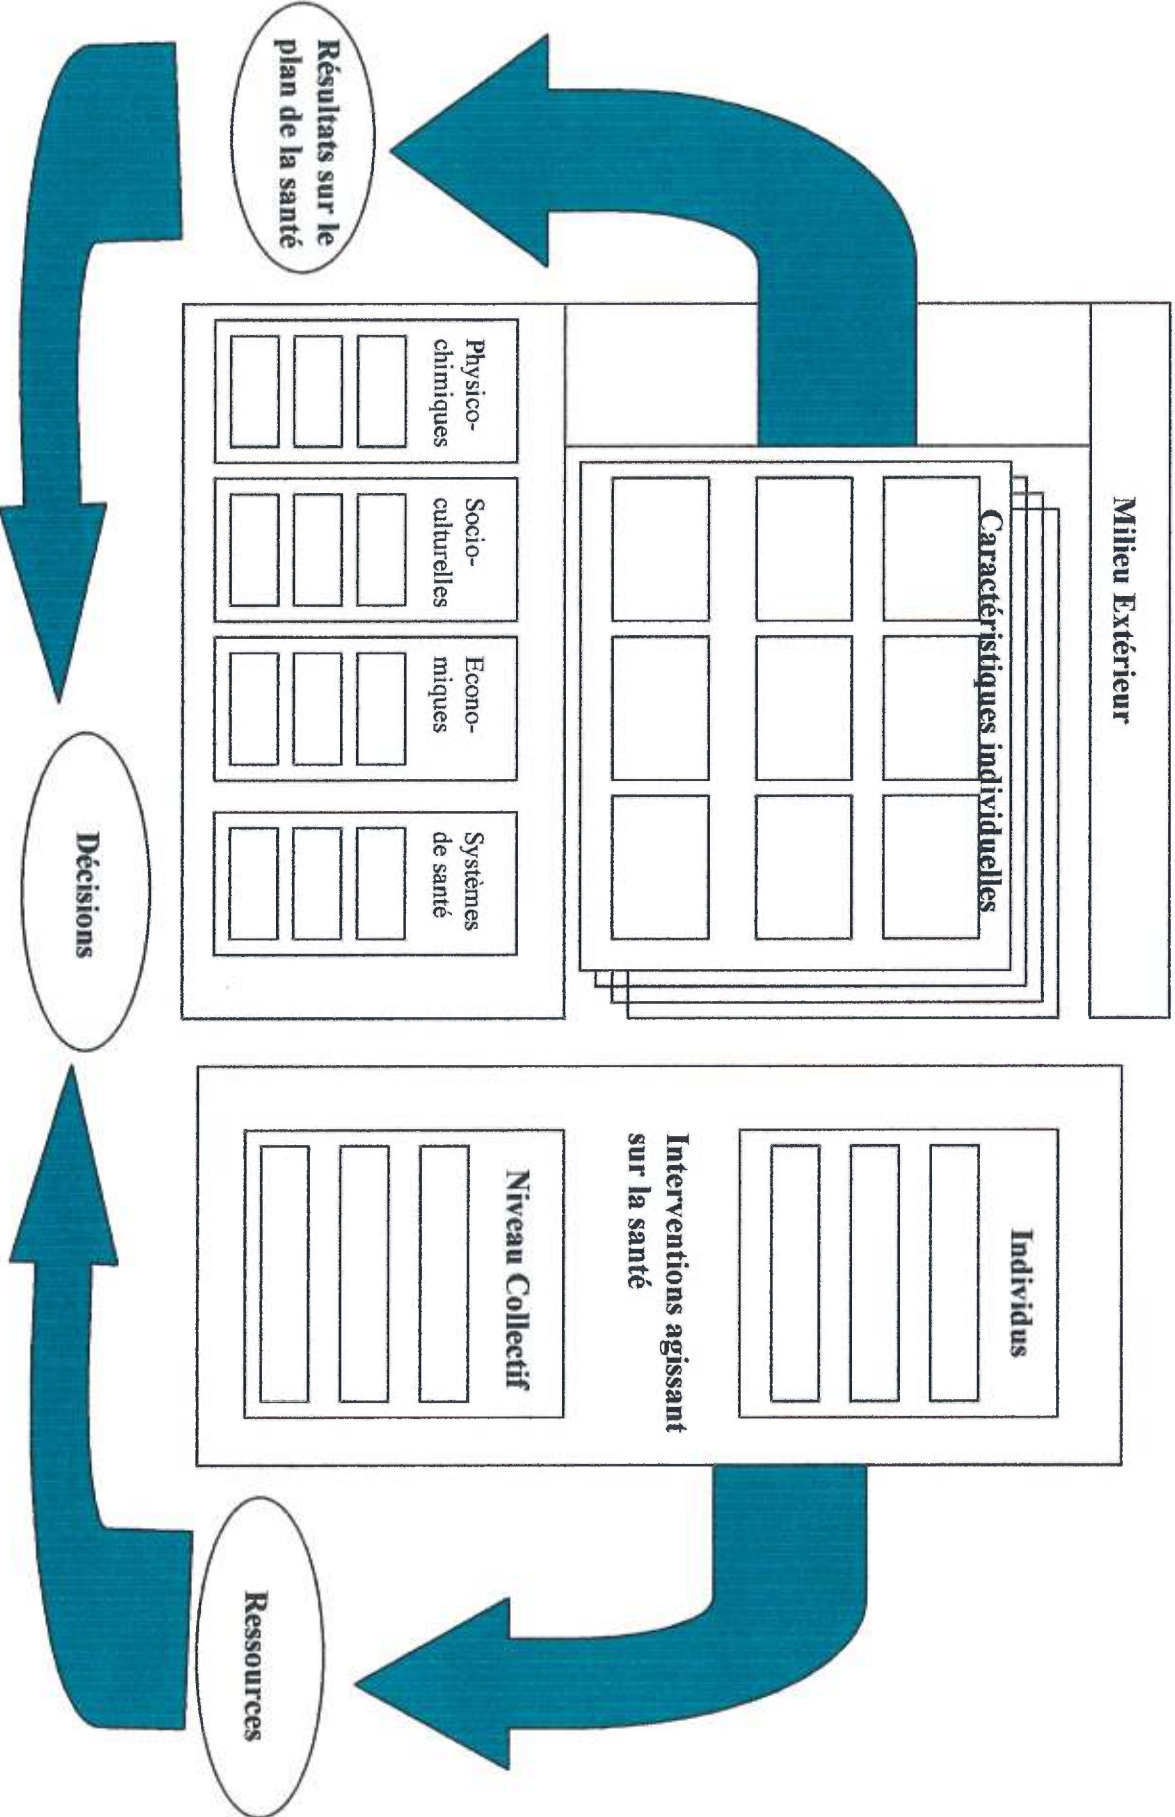 Milieu Extérieur
Caractéristiques individuelles
Physico-
chimiques
Socio-
culturelles
Econo-
miques
Systèmes
de santé
Individus
Interventions agissant
sur la santé
Niveau Collectif
Résultats sur le
plan de la santé
Décisions
Ressources